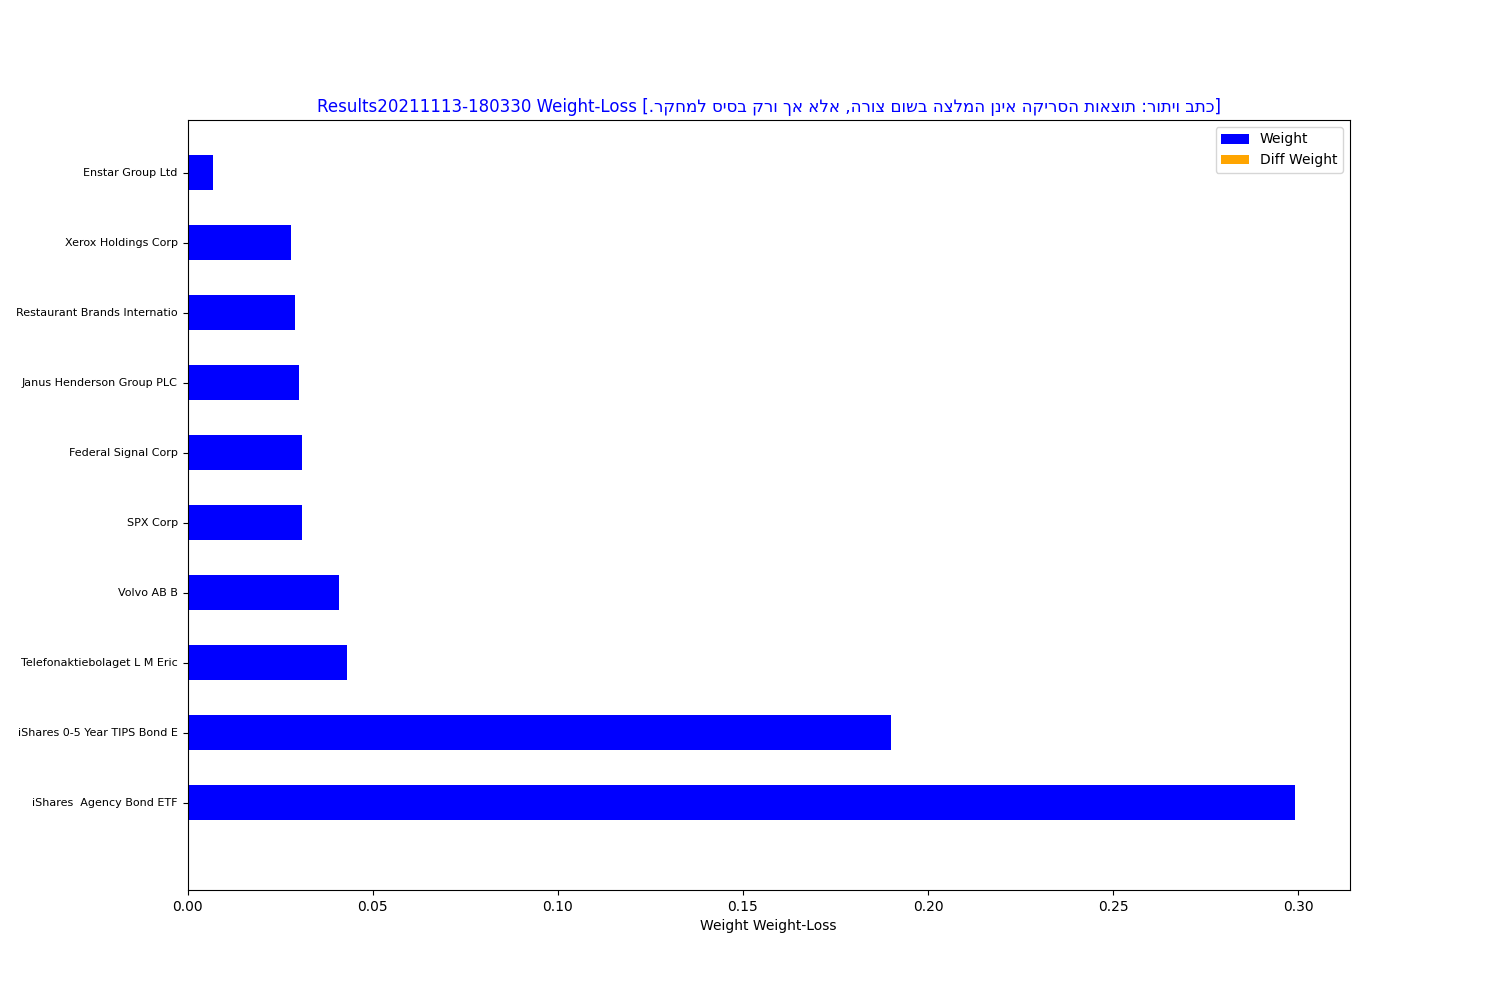 Results20211113-180330 Weight-Loss [כתב ויתור: תוצאות הסריקה אינן המלצה בשום צורה, אלא אך ורק בסיס למחקר.]
Weight
Diff Weight
Enstar Group Ltd
Xerox Holdings Corp
Restaurant Brands Internatio
Janus Henderson Group PLC
Federal Signal Corp
SPX Corp
Volvo AB B
Telefonaktiebolaget L M Eric
iShares 0-5 Year TIPS Bond E
iShares  Agency Bond ETF
0.00 0.05 0.10 0.15 0.20 0.25 0.30
Weight Weight-Loss